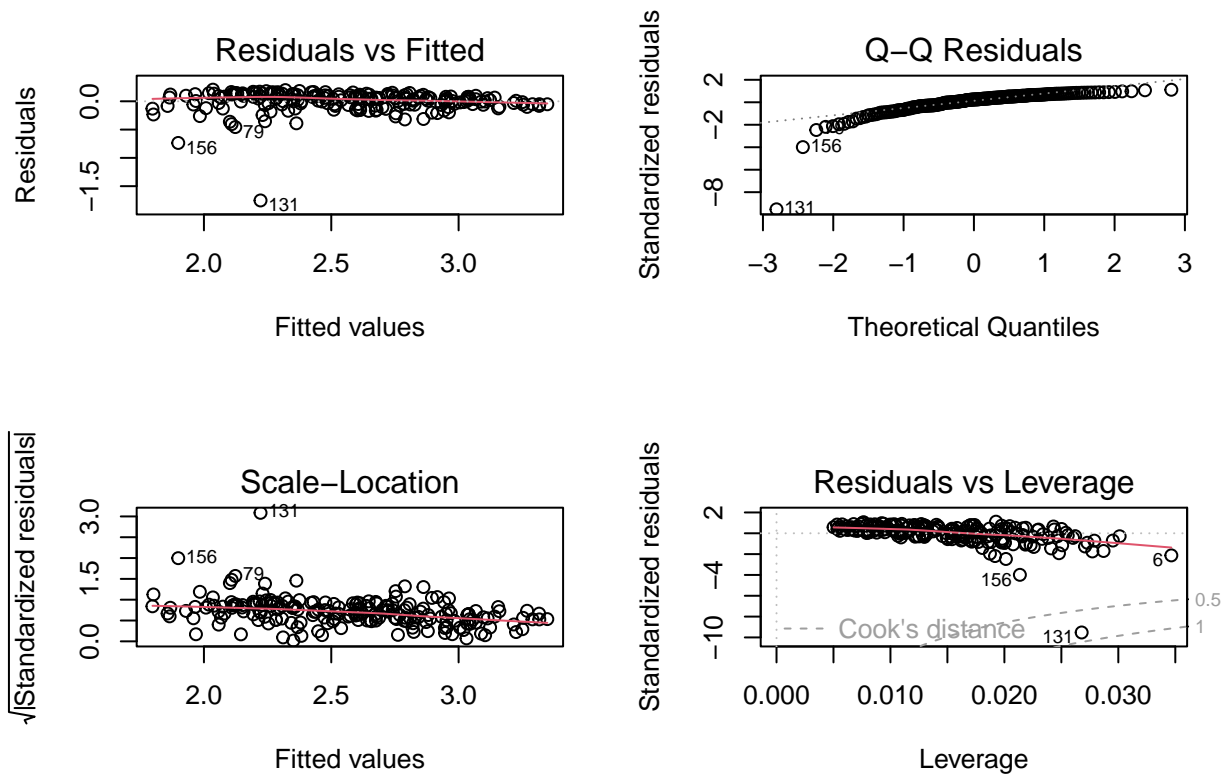 Residuals vs Fitted
Residuals
0.0
−1.5
79
156
131
2.0 2.5 3.0
Fitted values
Q−Q Residuals
Standardized residuals
2
−2
−8
156
131
−3 −2 −1 0 1 2 3
Theoretical Quantiles
Scale−Location
√|Standardized residuals|
3.0
1.5
0.0
131
156
79
2.0 2.5 3.0
Fitted values
Residuals vs Leverage
Standardized residuals
2
−4
−10
6
156
131
Cook's distance
0.5
1
0.000 0.010 0.020 0.030
Leverage